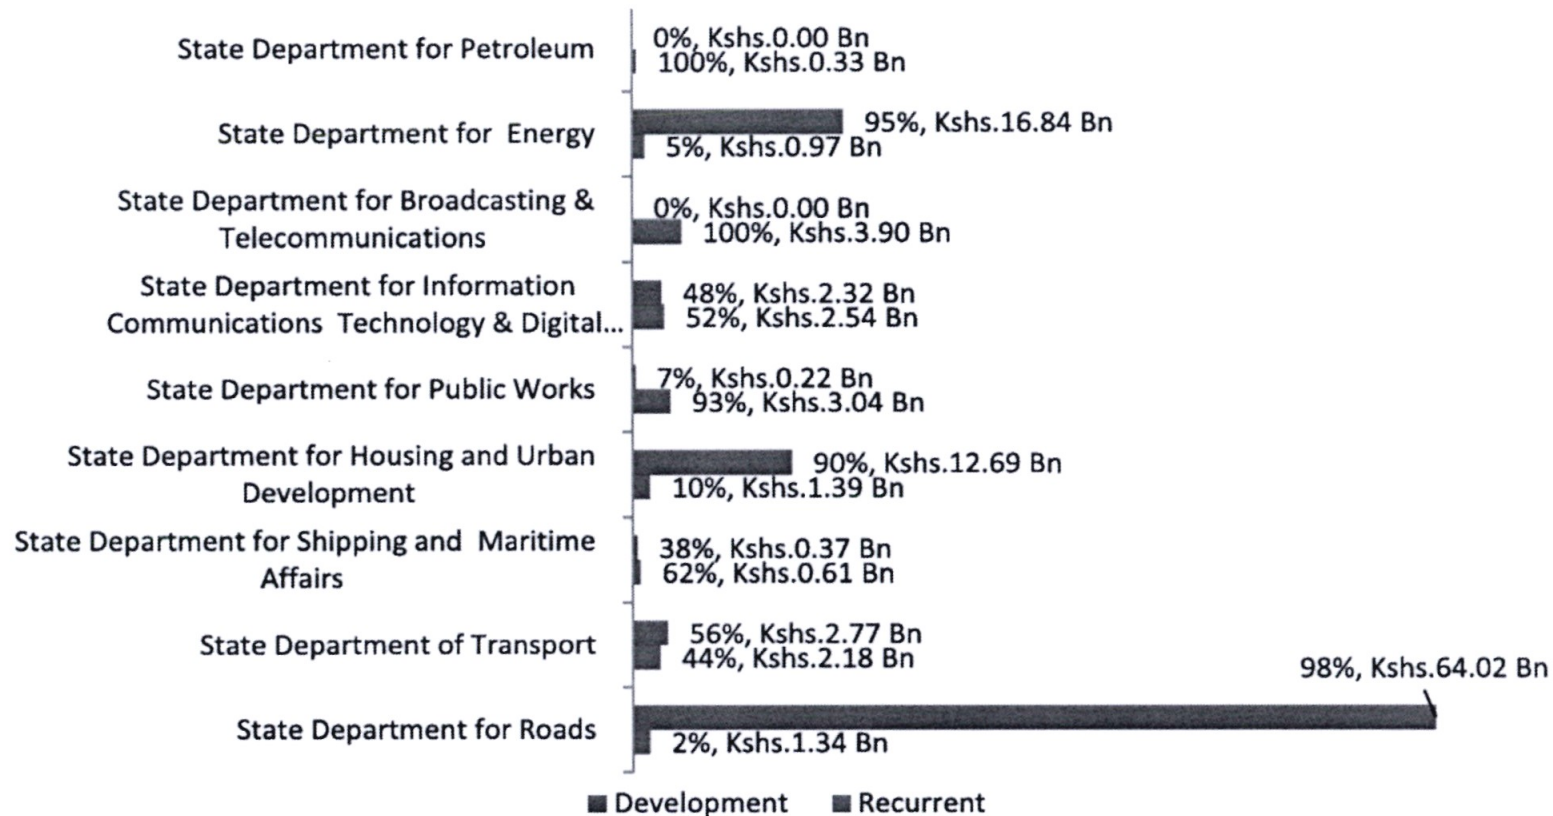 State Department for Petroleum
0%, Kshs.0.00 Bn
100%, Kshs.0.33 Bn
State Department for  Energy
95%, Kshs.16.84 Bn
5%, Kshs.0.97 Bn
State Department for Broadcasting &
Telecommunications
0%, Kshs.0.00 Bn
100%, Kshs.3.90 Bn
State Department for Information
Communications  Technology & Digital...
48%, Kshs.2.32 Bn
52%, Kshs.2.54 Bn
State Department for Public Works
7%, Kshs.0.22 Bn
93%, Kshs.3.04 Bn
State Department for Housing and Urban
Development
90%, Kshs.12.69 Bn
10%, Kshs.1.39 Bn
State Department for Shipping and  Maritime
Affairs
38%, Kshs.0.37 Bn
62%, Kshs.0.61 Bn
State Department of Transport
56%, Kshs.2.77 Bn
44%, Kshs.2.18 Bn
State Department for Roads
98%, Kshs.64.02 Bn
2%, Kshs.1.34 Bn
Development
Recurrent